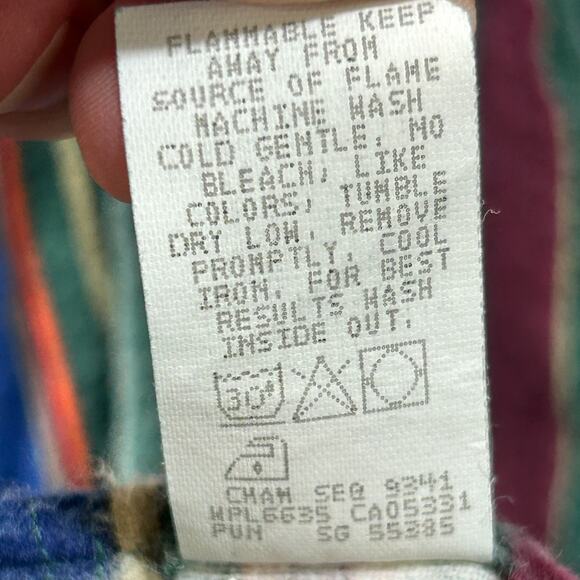 FLAMMABLE KEEP
AWAY FROM
SOURCE OF FLAME
MACHINE WASH
COLD GENTLE, NO
BLEACH, LIKE
COLORS, TUMBLE
DRY LOW, REMOVE
PROMPTLY. COOL
IRON. FOR BEST
RESULTS WASH
INSIDE OUT.
30°
CHAM SEQ 9341
WPL6635 CA05331
PUN SG 55385